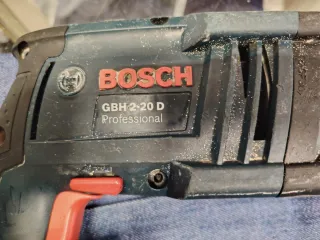 BOSCH
GBH 2-20 D
Professional